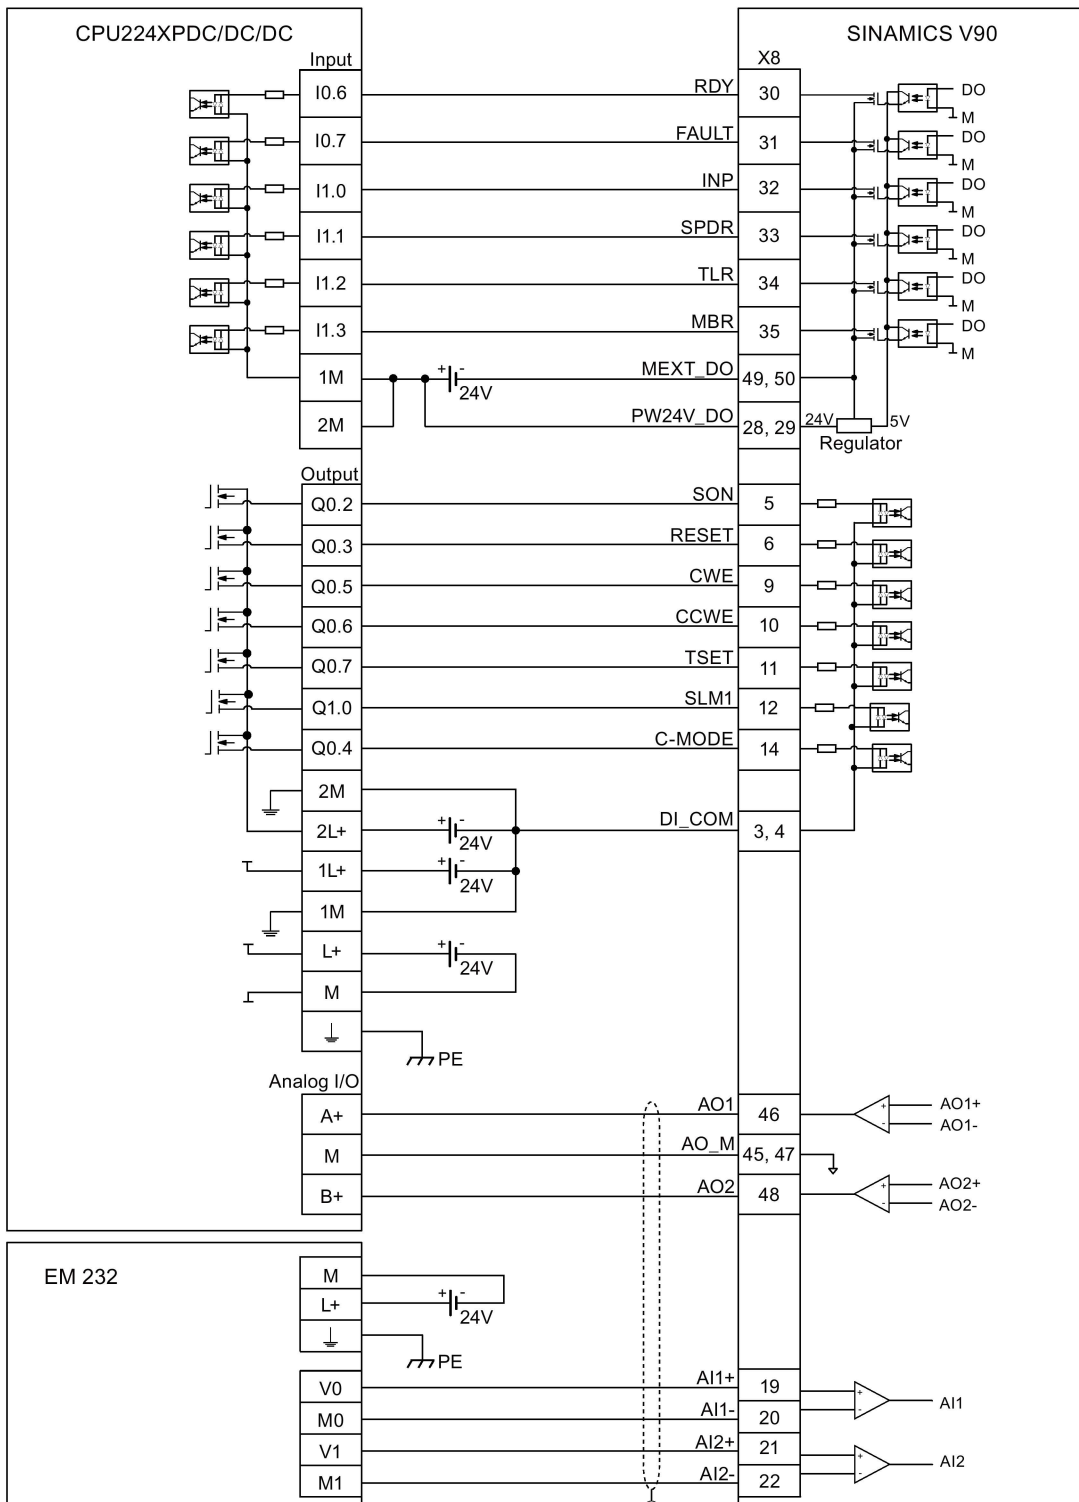 CPU224XPDC/DC/DC
SINAMICS V90
Input
X8
I0.6 RDY 30 DO
M
I0.7 FAULT 31 DO
M
I1.0 INP 32 DO
M
I1.1 SPDR 33 DO
M
I1.2 TLR 34 DO
M
I1.3 MBR 35 DO
M
1M + - 24V MEXT_DO 49, 50
2M PW24V_DO 28, 29 24V 5V
Regulator
Output
Q0.2 SON 5
Q0.3 RESET 6
Q0.5 CWE 9
Q0.6 CCWE 10
Q0.7 TSET 11
Q1.0 SLM1 12
Q0.4 C-MODE 14
2M
2L+ + - 24V DI_COM 3, 4
1L+ + - 24V
1M
L+ + - 24V
M
PE
Analog I/O
A+ AO1 46 + - AO1+
AO1-
M AO_M 45, 47
B+ AO2 48 + - AO2+
AO2-
EM 232
M
L+ + - 24V
PE
V0 AI1+ 19 + - AI1
M0 AI1- 20
V1 AI2+ 21 + - AI2
M1 AI2- 22